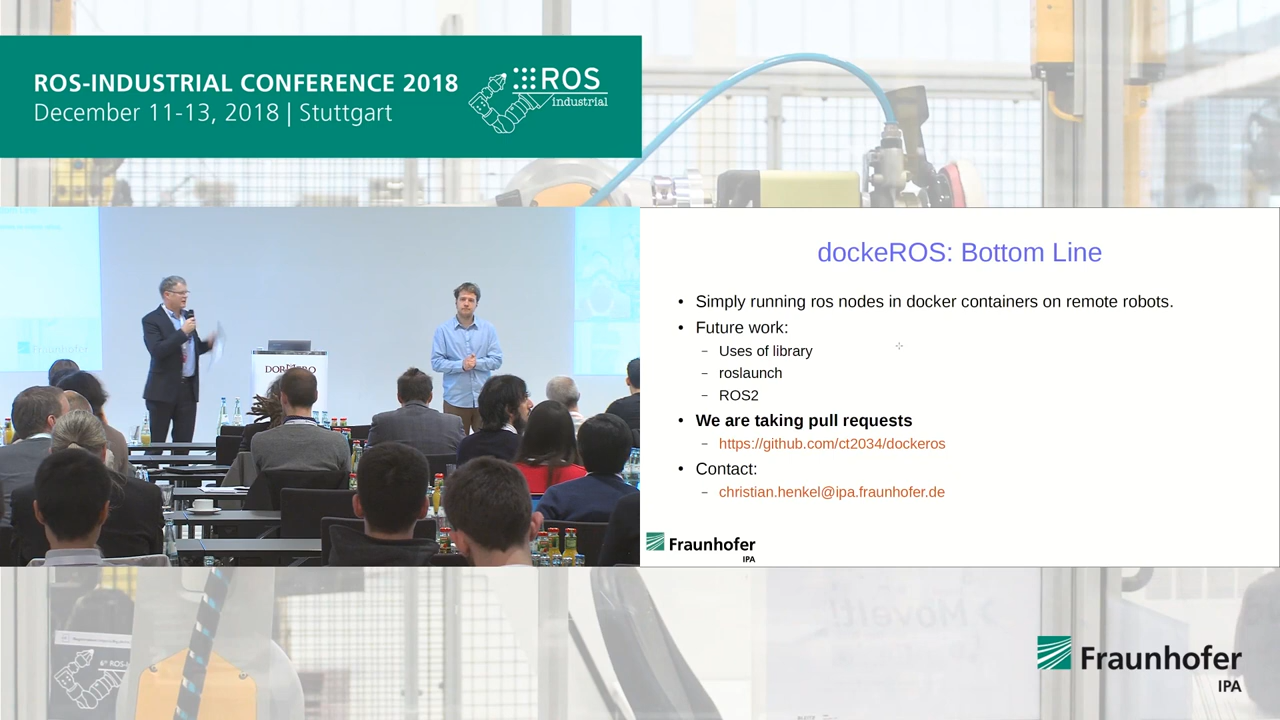 ROS-INDUSTRIAL CONFERENCE 2018
December 11-13, 2018 | Stuttgart
ROS
industrial
dockeROS: Bottom Line
• Simply running ros nodes in docker containers on remote robots.
• Future work:
– Uses of library
– roslaunch
– ROS2
• We are taking pull requests
– https://github.com/ct2034/dockeros
• Contact:
– christian.henkel@ipa.fraunhofer.de
Fraunhofer
IPA
MoveIt!
Fraunhofer
IPA